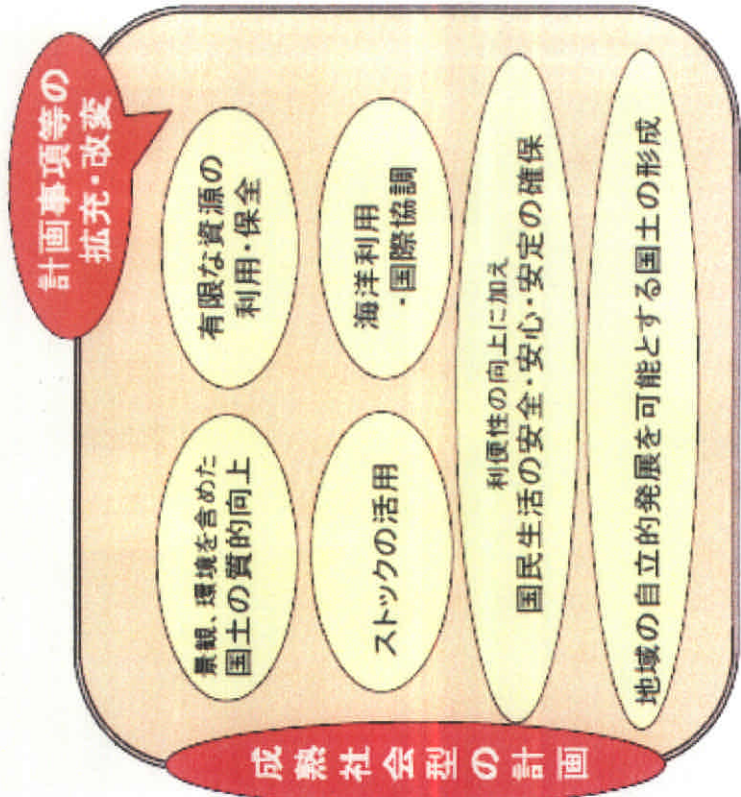 計画事項等の
拡充・改変
成熟社会型の計画
景観、環境を含めた
国土の質的向上
有限な資源の
利用・保全
ストックの活用
海洋利用
・国際協調
利便性の向上に加え
国民生活の安全・安心・安定の確保
地域の自立的発展を可能とする国土の形成